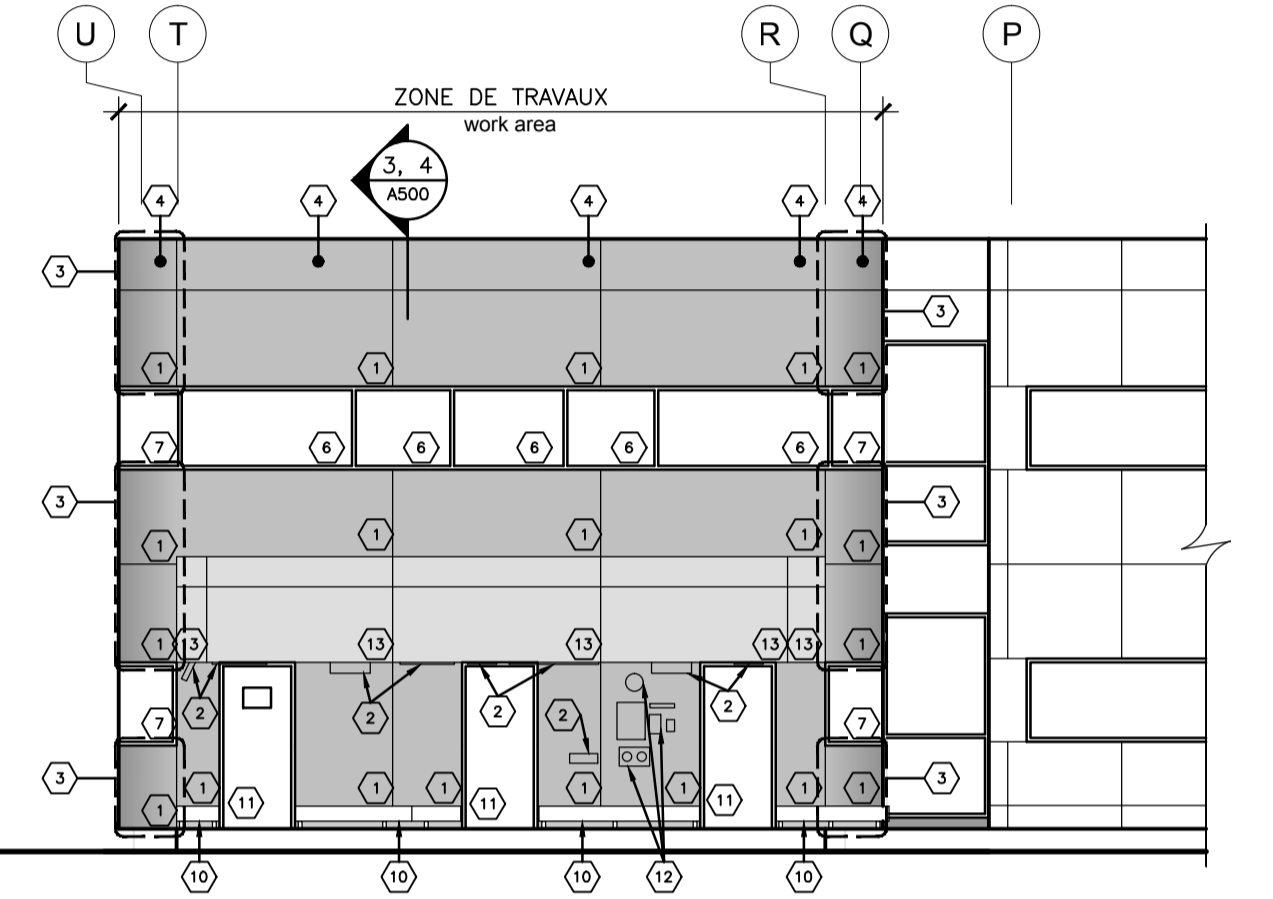 U T R Q P
ZONE DE TRAVAUX
work area
3, 4
A500
4 4 4 4 4
3
3
1 1 1 1 1
7 6 6 6 6 6 7
3 3
1 1 1
1 1
1 13 13 13 13 13 1
2 2 2 2 2
7 7
3 3
1 1 1 1 1 1 1
11 11 11
1
10 10 10 12 10